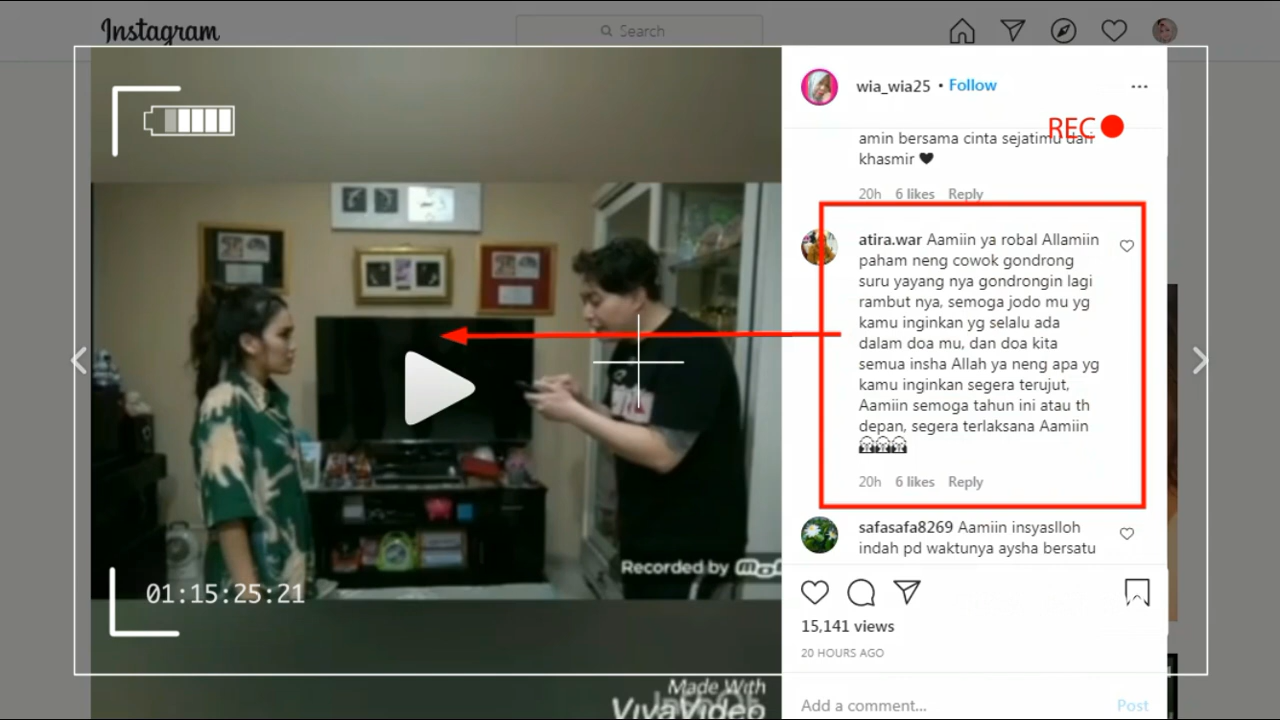 Instagram
Search
wia_wia25 • Follow
REC
amin bersama cinta sejatimu dan
khasmir 🖤
20h 6 likes Reply
atira.war Aamiin ya robal Allamiin
paham neng cowok gondrong
suru yayang nya gondrongin lagi
rambut nya, semoga jodo mu yg
kamu inginkan yg selalu ada
dalam doa mu, dan doa kita
semua insha Allah ya neng apa yg
kamu inginkan segera terujut,
Aamiin semoga tahun ini atau th
depan, segera terlaksana Aamiin
20h 6 likes Reply
safasafa8269 Aamiin insyaslloh
indah pd waktunya aysha bersatu
15,141 views
20 HOURS AGO
Add a comment... Post
Recorded by
01:15:25:21
Made With
VivaVideo